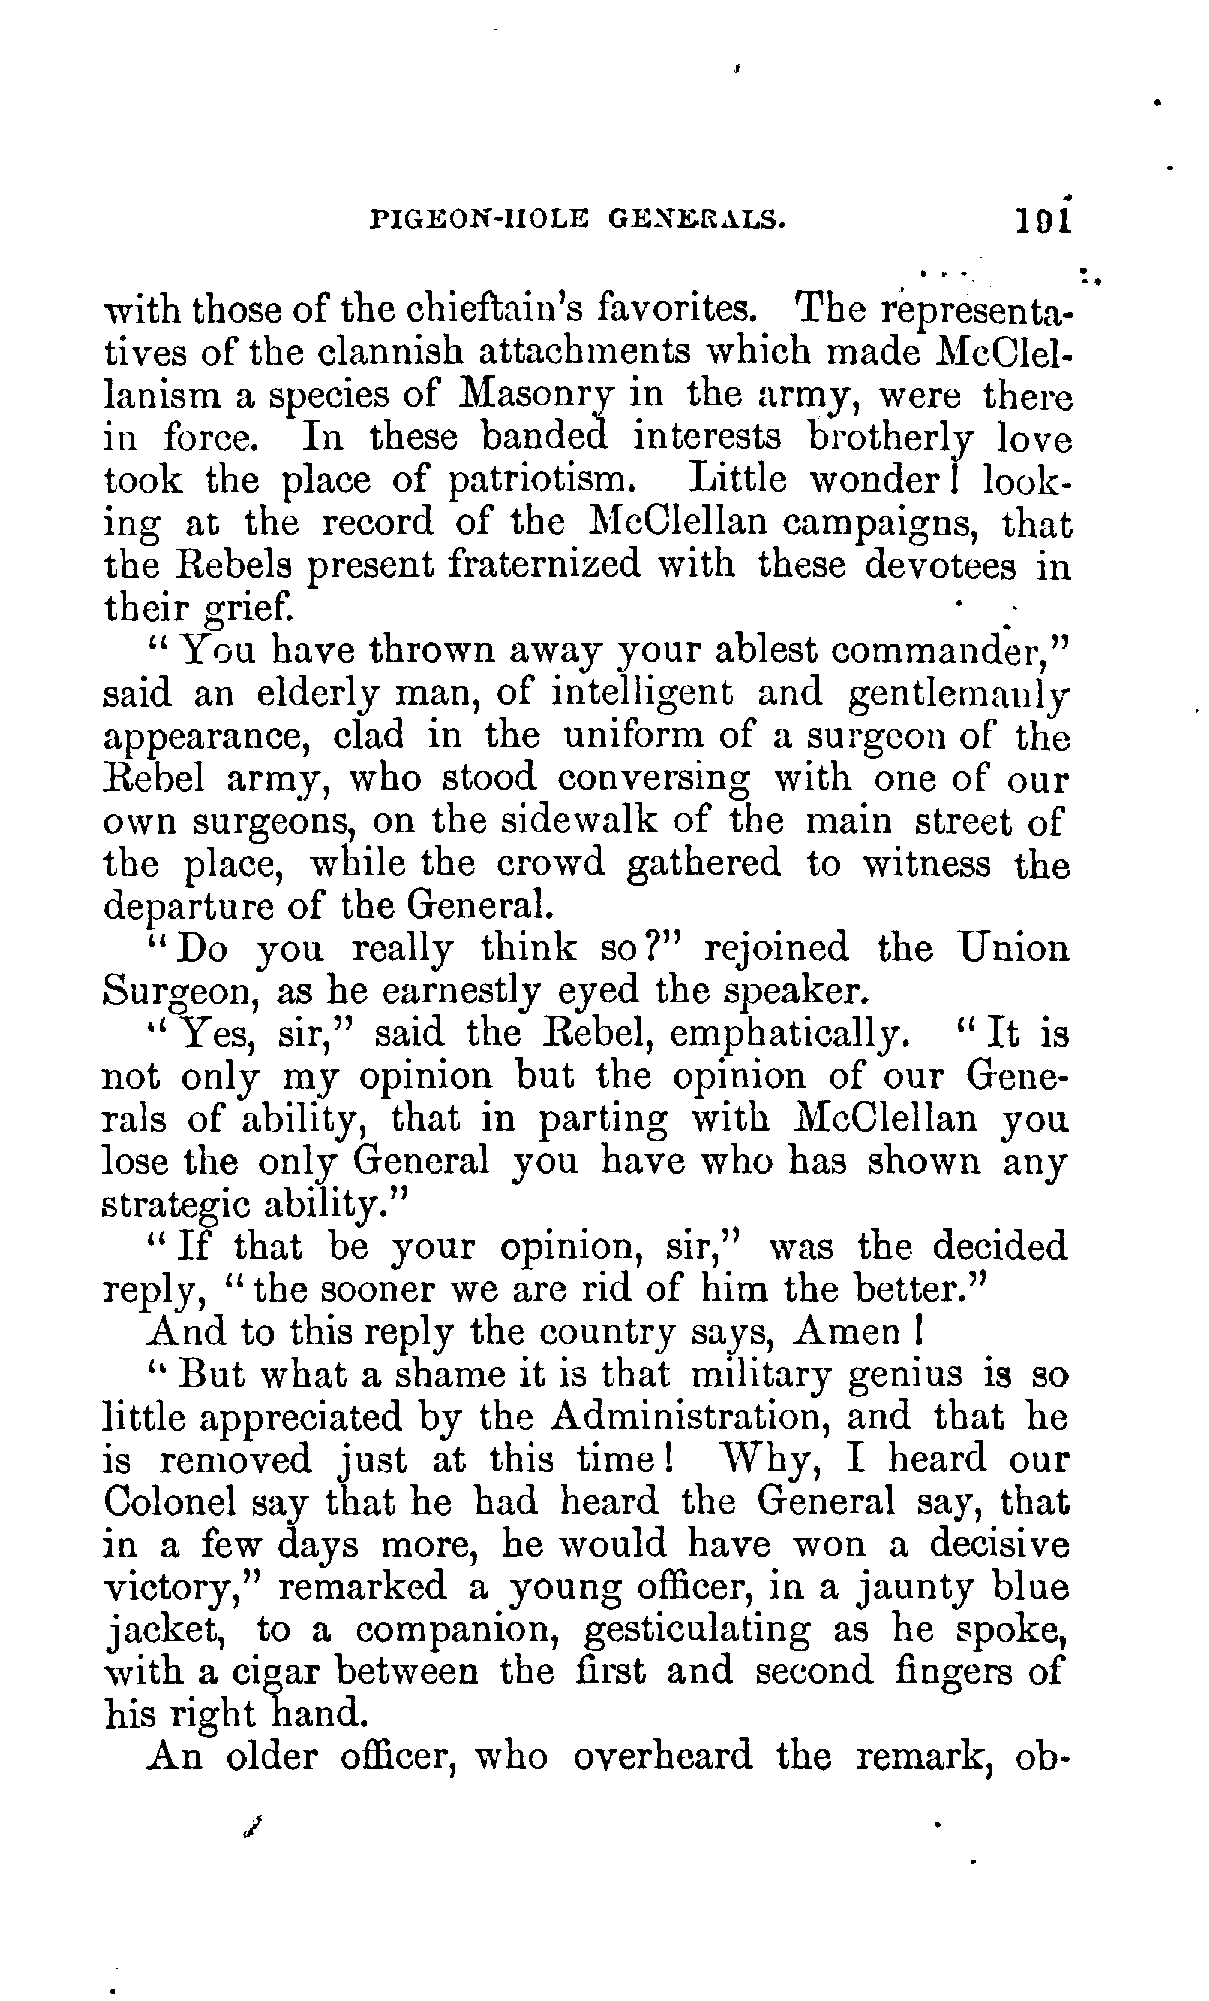 PIGEON-HOLE GENERALS. 191
with those of the chieftain's favorites. The representa-
tives of the clannish attachments which made McClel-
lanism a species of Masonry in the army, were there
in force. In these banded interests brotherly love
took the place of patriotism. Little wonder! look-
ing at the record of the McClellan campaigns, that
the Rebels present fraternized with these devotees in
their grief.
"You have thrown away your ablest commander,"
said an elderly man, of intelligent and gentlemanly
appearance, clad in the uniform of a surgeon of the
Rebel army, who stood conversing with one of our
own surgeons, on the sidewalk of the main street of
the place, while the crowd gathered to witness the
departure of the General.
"Do you really think so?" rejoined the Union
Surgeon, as he earnestly eyed the speaker.
"Yes, sir," said the Rebel, emphatically. "It is
not only my opinion but the opinion of our Gene-
rals of ability, that in parting with McClellan you
lose the only General you have who has shown any
strategic ability."
"If that be your opinion, sir," was the decided
reply, "the sooner we are rid of him the better."
And to this reply the country says, Amen!
"But what a shame it is that military genius is so
little appreciated by the Administration, and that he
is removed just at this time! Why, I heard our
Colonel say that he had heard the General say, that
in a few days more, he would have won a decisive
victory," remarked a young officer, in a jaunty blue
jacket, to a companion, gesticulating as he spoke,
with a cigar between the first and second fingers of
his right hand.
An older officer, who overheard the remark, ob-